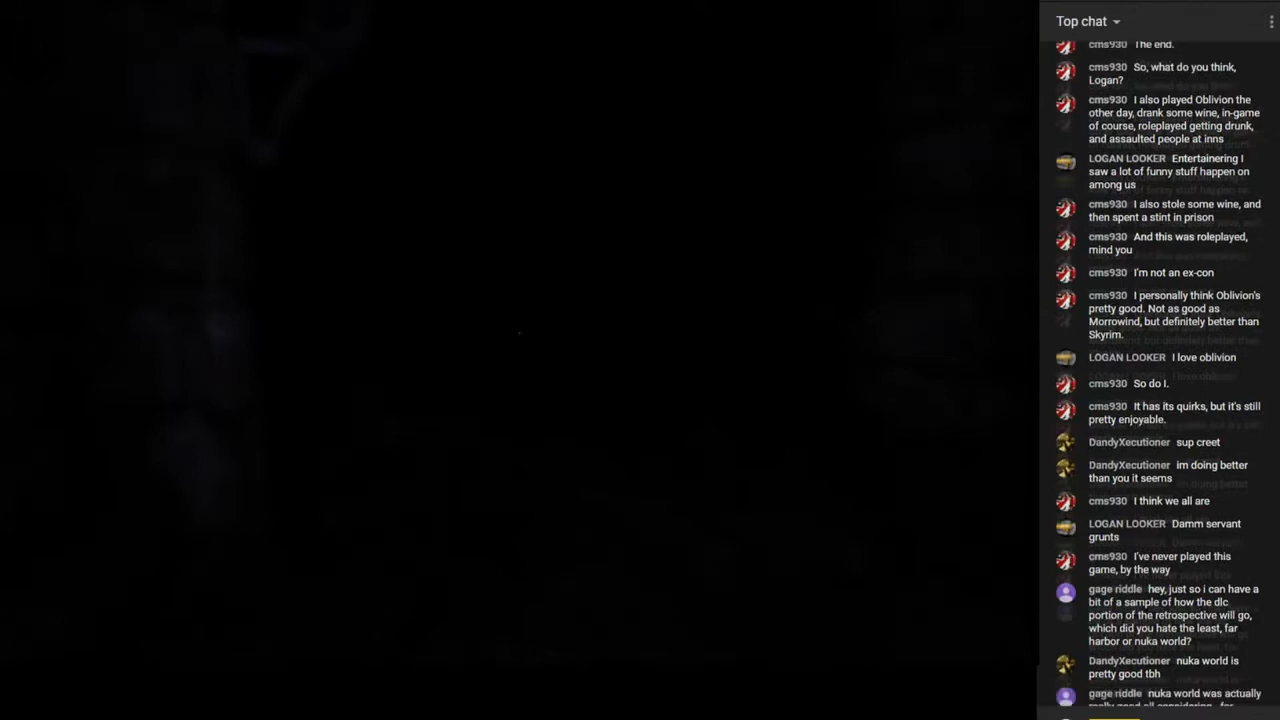 Top chat
cms930 The end.
cms930 So, what do you think,
Logan?
cms930 I also played Oblivion the
other day, drank some wine, in-game
of course, roleplayed getting drunk,
and assaulted people at inns
LOGAN LOOKER Entertainering I
saw a lot of funny stuff happen on
among us
cms930 I also stole some wine, and
then spent a stint in prison
cms930 And this was roleplayed,
mind you
cms930 I'm not an ex-con
cms930 I personally think Oblivion's
pretty good. Not as good as
Morrowind, but definitely better than
Skyrim.
LOGAN LOOKER I love oblivion
cms930 So do I.
cms930 It has its quirks, but it's still
pretty enjoyable.
DandyXecutioner sup creet
DandyXecutioner im doing better
than you it seems
cms930 I think we all are
LOGAN LOOKER Damm servant
grunts
cms930 I've never played this
game, by the way
gage riddle hey, just so i can have a
bit of a sample of how the dlc
portion of the retrospective will go,
which did you hate the least, far
harbor or nuka world?
DandyXecutioner nuka world is
pretty good tbh
gage riddle nuka world was actually
really good all considering, far